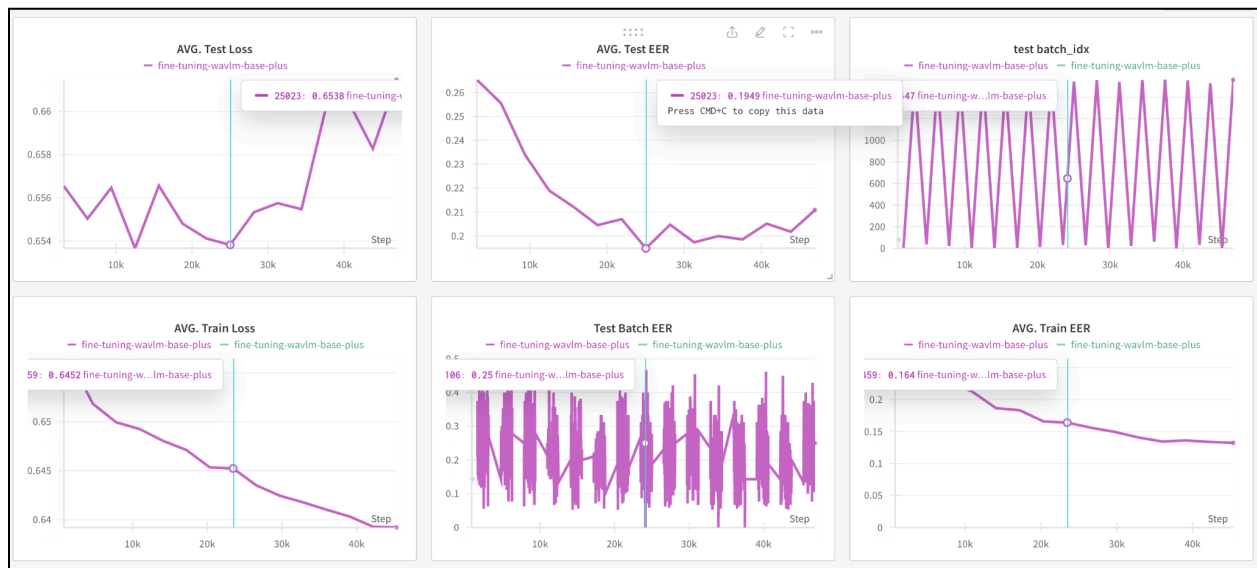 AVG. Test Loss
fine-tuning-wavlm-base-plus
25023: 0.6538 fine-tuning-w
0.66
0.658
0.656
0.654
Step
10k 20k 30k 40k
AVG. Test EER
fine-tuning-wavlm-base-plus
25023: 0.1949 fine-tuning-wavlm-base-plus
Press CMD+C to copy this data
0.26
0.25
0.24
0.23
0.22
0.21
0.2
Step
10k 20k 30k 40k
test batch_idx
fine-tuning-wavlm-base-plus fine-tuning-wavlm-base-plus
47 fine-tuning-w...lm-base-plus
1000
800
600
400
200
0
Step
10k 20k 30k 40k
AVG. Train Loss
fine-tuning-wavlm-base-plus fine-tuning-wavlm-base-plus
59: 0.6452 fine-tuning-w...lm-base-plus
0.65
0.645
0.64
Step
10k 20k 30k 40k
Test Batch EER
fine-tuning-wavlm-base-plus fine-tuning-wavlm-base-plus
106: 0.25 fine-tuning-w...lm-base-plus
0.5
0.4
0.3
0.2
0.1
0
Step
10k 20k 30k 40k
AVG. Train EER
fine-tuning-wavlm-base-plus fine-tuning-wavlm-base-plus
459: 0.164 fine-tuning-w...lm-base-plus
0.2
0.15
0.1
0.05
0
Step
10k 20k 30k 40k